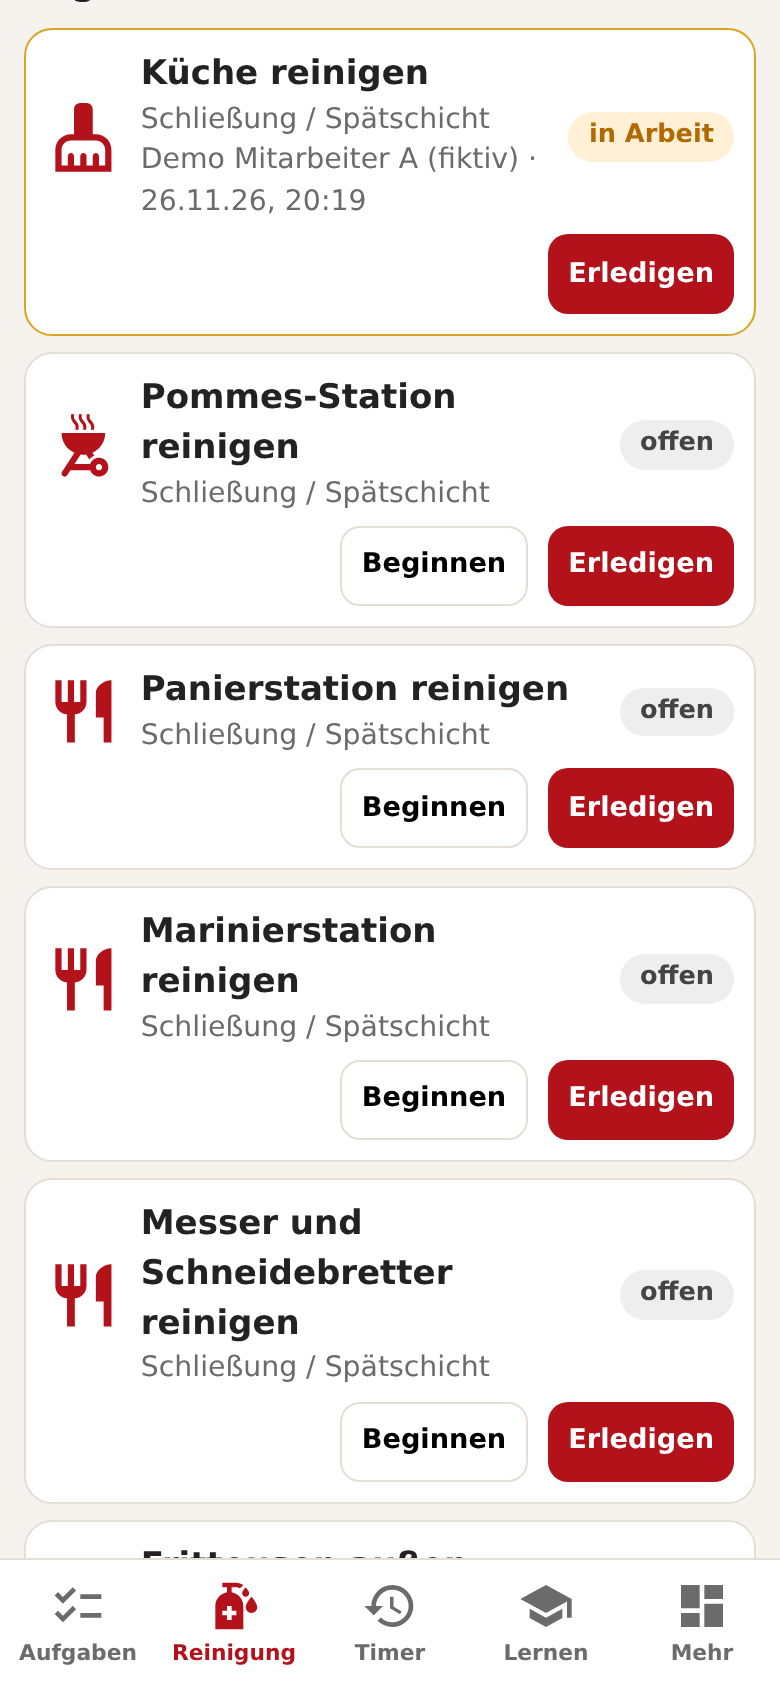 Küche reinigen
Schließung / Spätschicht
Demo Mitarbeiter A (fiktiv) ·
26.11.26, 20:19
in Arbeit
Erledigen
Pommes-Station
reinigen
Schließung / Spätschicht
offen
Beginnen
Erledigen
Panierstation reinigen
Schließung / Spätschicht
offen
Beginnen
Erledigen
Marinierstation
reinigen
Schließung / Spätschicht
offen
Beginnen
Erledigen
Messer und
Schneidebretter
reinigen
Schließung / Spätschicht
offen
Beginnen
Erledigen
Fritteusen außen
Aufgaben
Reinigung
Timer
Lernen
Mehr